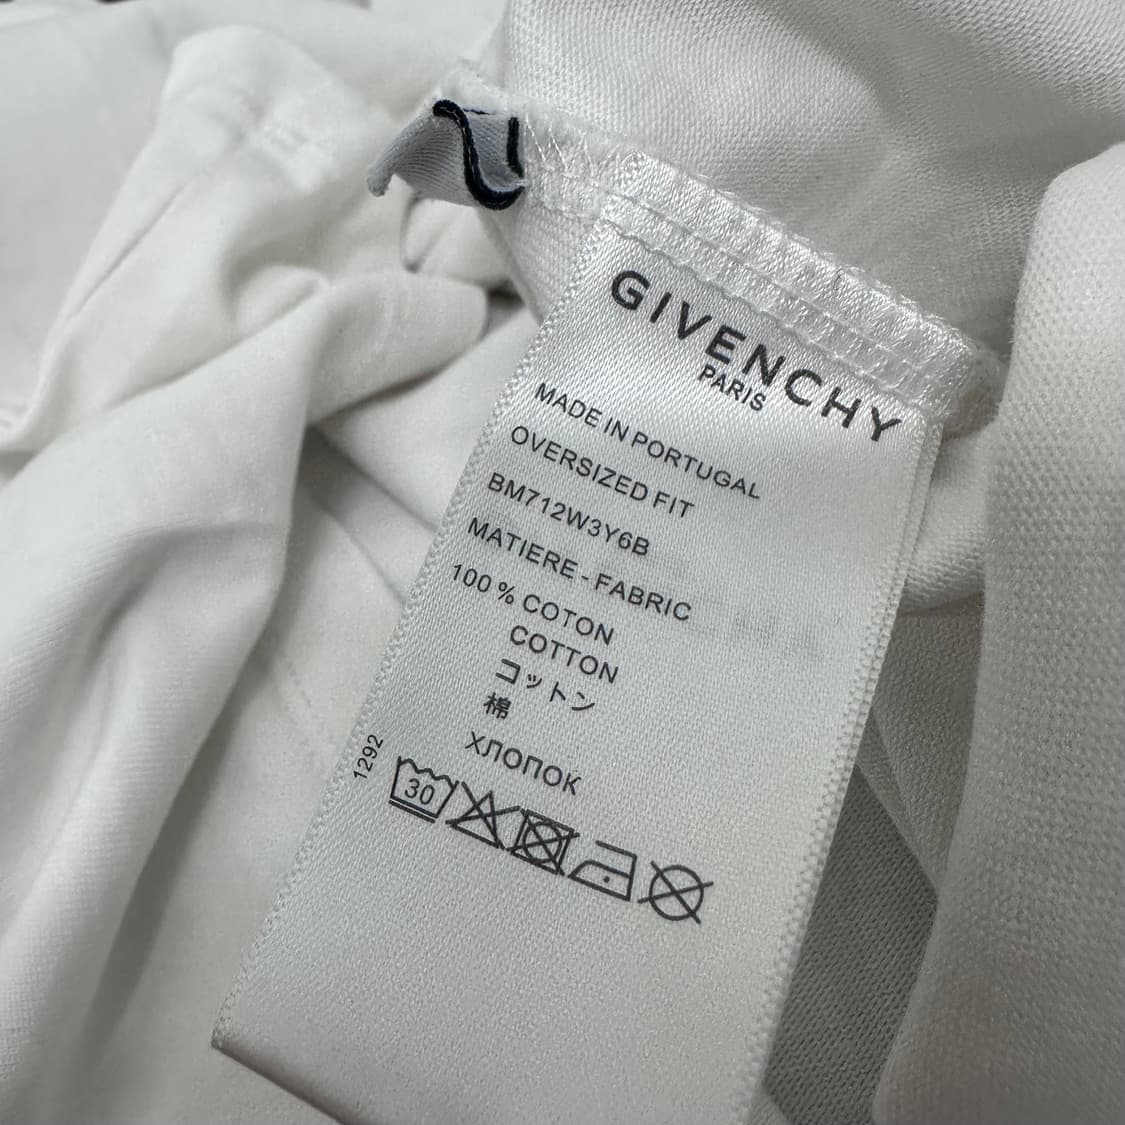 GIVENCHY
PARIS
MADE IN PORTUGAL
OVERSIZED FIT
BM712W3Y6B
MATIERE - FABRIC
100 % COTON
COTTON
コットン
棉
ХЛОПОК
1292
30